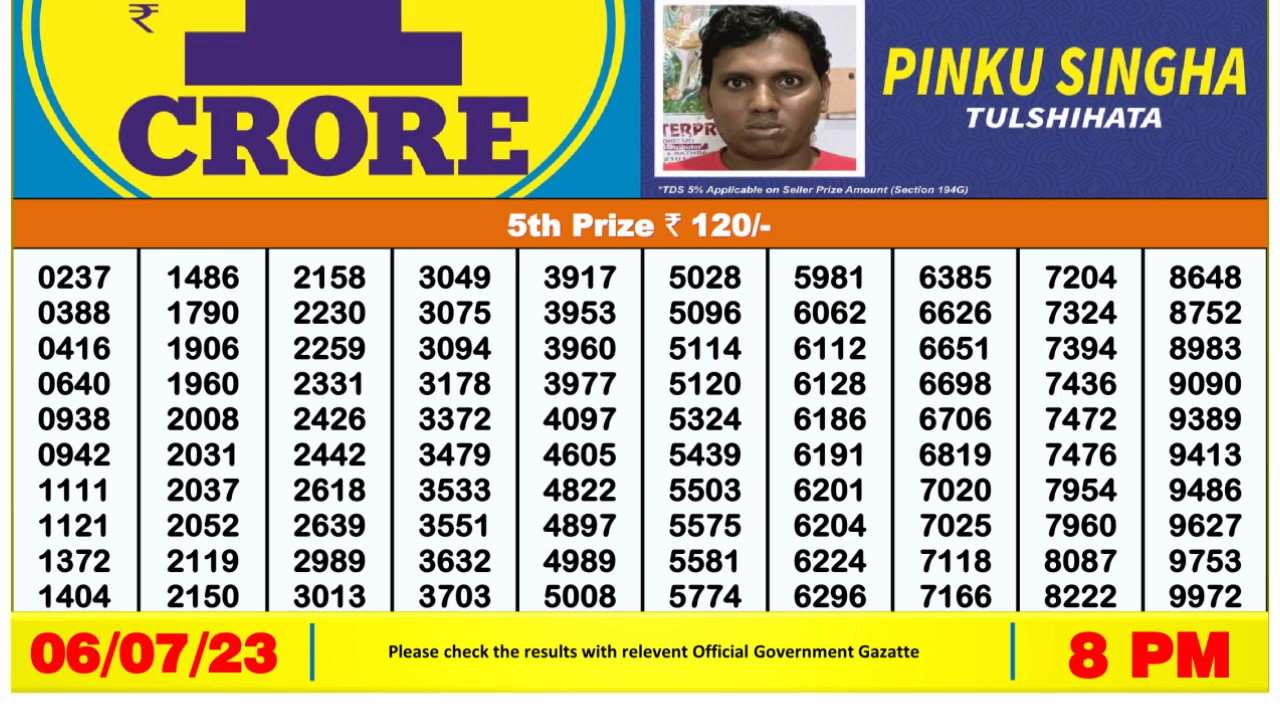 ₹
1
CRORE
TERPR
PINKU SINGHA
TULSHIHATA
*TDS 5% Applicable on Seller Prize Amount (Section 194G)
5th Prize ₹ 120/-
0237 1486 2158 3049 3917 5028 5981 6385 7204 8648
0388 1790 2230 3075 3953 5096 6062 6626 7324 8752
0416 1906 2259 3094 3960 5114 6112 6651 7394 8983
0640 1960 2331 3178 3977 5120 6128 6698 7436 9090
0938 2008 2426 3372 4097 5324 6186 6706 7472 9389
0942 2031 2442 3479 4605 5439 6191 6819 7476 9413
1111 2037 2618 3533 4822 5503 6201 7020 7954 9486
1121 2052 2639 3551 4897 5575 6204 7025 7960 9627
1372 2119 2989 3632 4989 5581 6224 7118 8087 9753
1404 2150 3013 3703 5008 5774 6296 7166 8222 9972
06/07/23 Please check the results with relevent Official Government Gazatte 8 PM